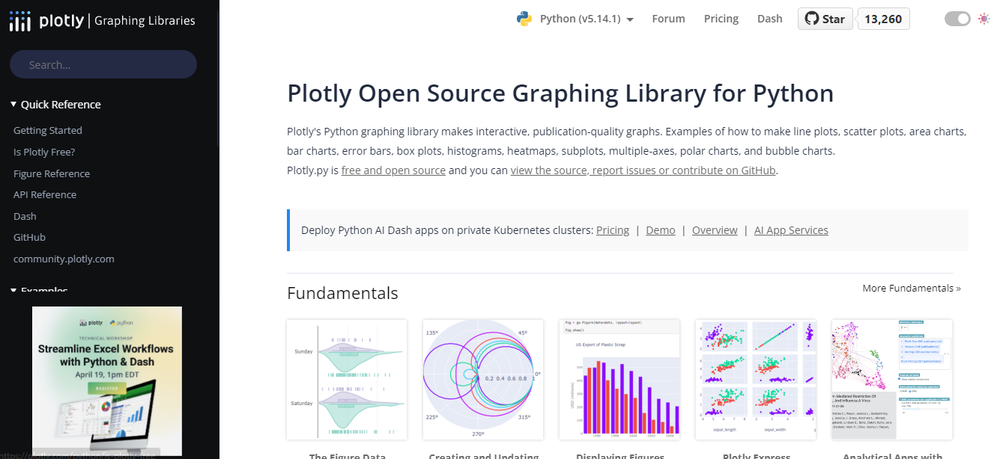 plotly | Graphing Libraries
Search...
Quick Reference
Getting Started
Is Plotly Free?
Figure Reference
API Reference
Dash
GitHub
community.plotly.com
Examples
plotly python
TECHNICAL WORKSHOP
Streamline Excel Workflows
with Python & Dash
April 19, 1pm EDT
REGISTER
https://plotly.com/python/is-plotly-free
Python (v5.14.1) Forum Pricing Dash Star 13,260
Plotly Open Source Graphing Library for Python
Plotly's Python graphing library makes interactive, publication-quality graphs. Examples of how to make line plots, scatter plots, area charts,
bar charts, error bars, box plots, histograms, heatmaps, subplots, multiple-axes, polar charts, and bubble charts.
Plotly.py is free and open source and you can view the source, report issues or contribute on GitHub.
Deploy Python AI Dash apps on private Kubernetes clusters: Pricing | Demo | Overview | AI App Services
Fundamentals
More Fundamentals »
Sunday
Saturday
135° 45°
0°
0.2 0.4 0.6 0.8 1
225° 315°
270°
fig = go.Figure(data=data, layout=layout)
fig.show()
US Export of Plastic Scrap
USD (millions)
1996 1998 2000 2002 2004
sepal_length sepal_width
The Figure Data
Creating and Updating
Displaying Figures
Plotly Express
Analytical Apps with